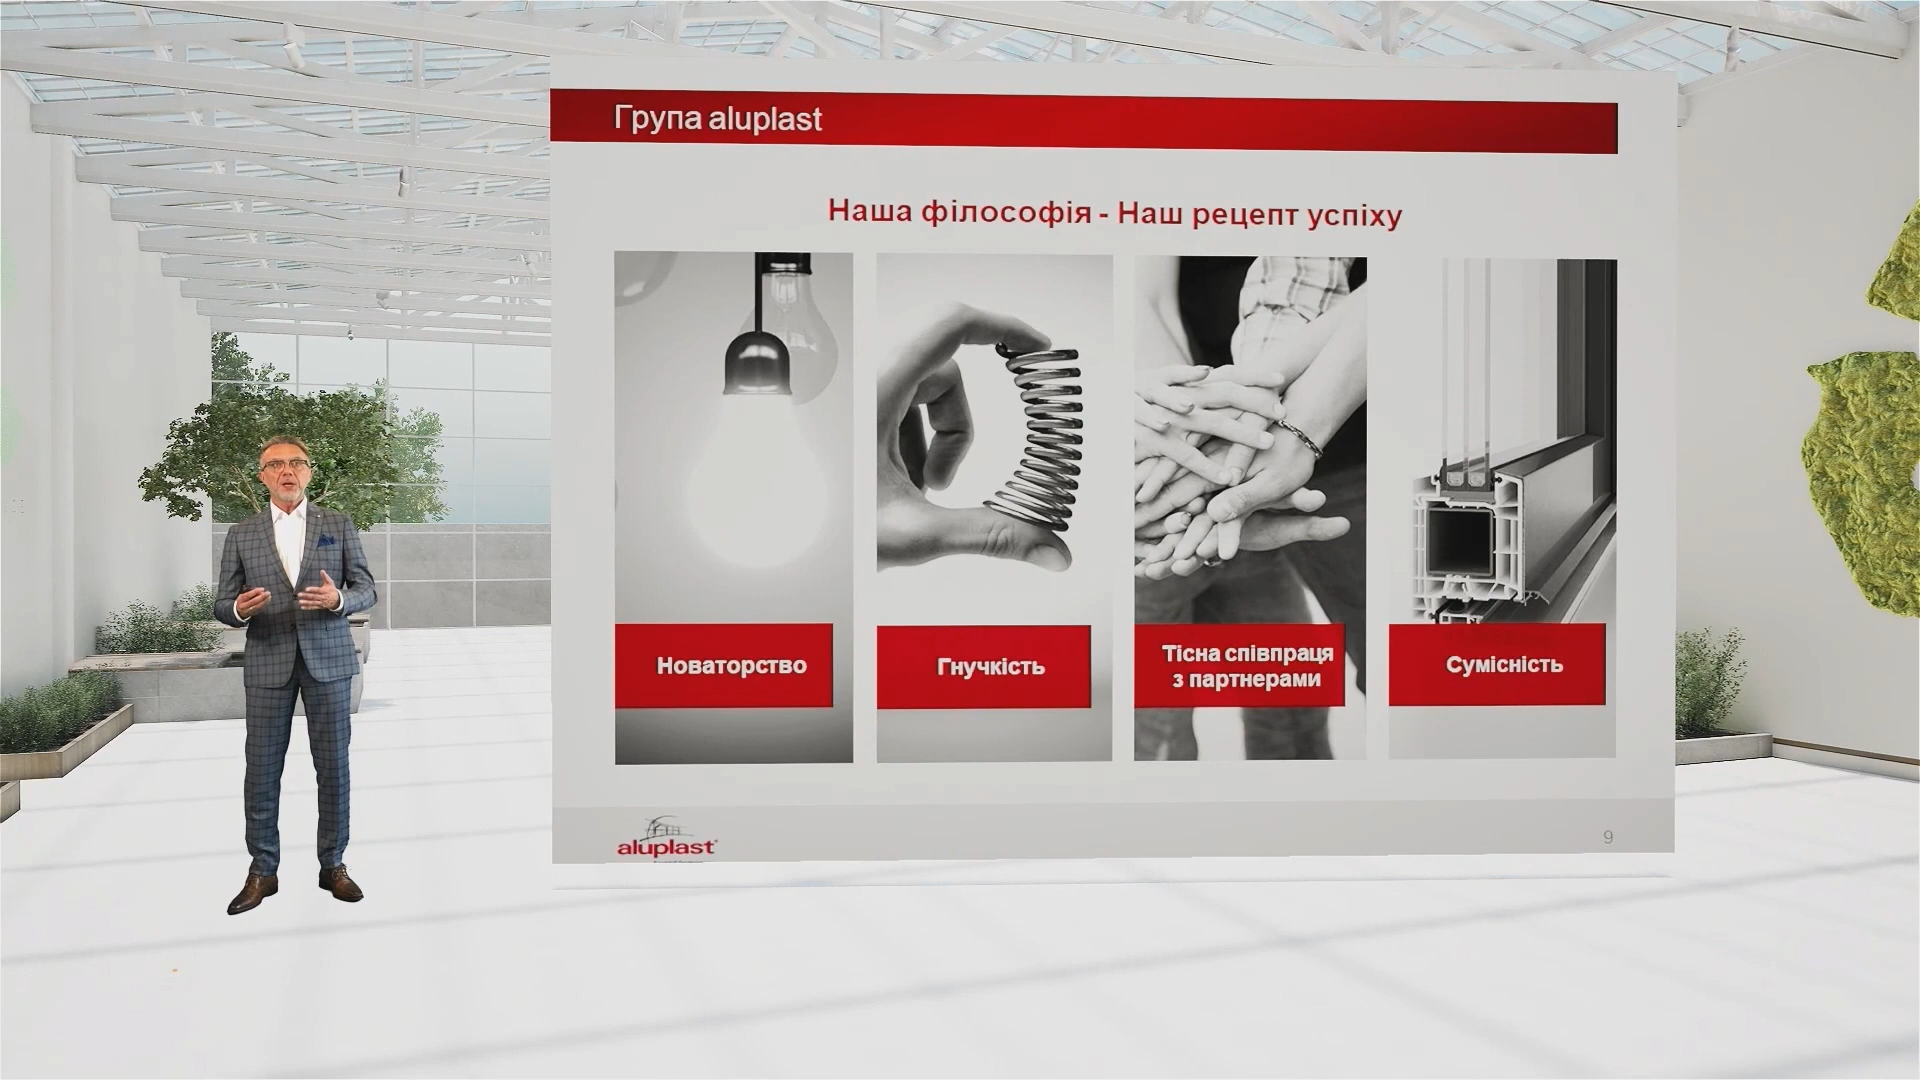 Група aluplast
Наша філософія - Наш рецепт успіху
Новаторство
Гнучкість
Тісна співпраця
з партнерами
Сумісність
aluplast®
9